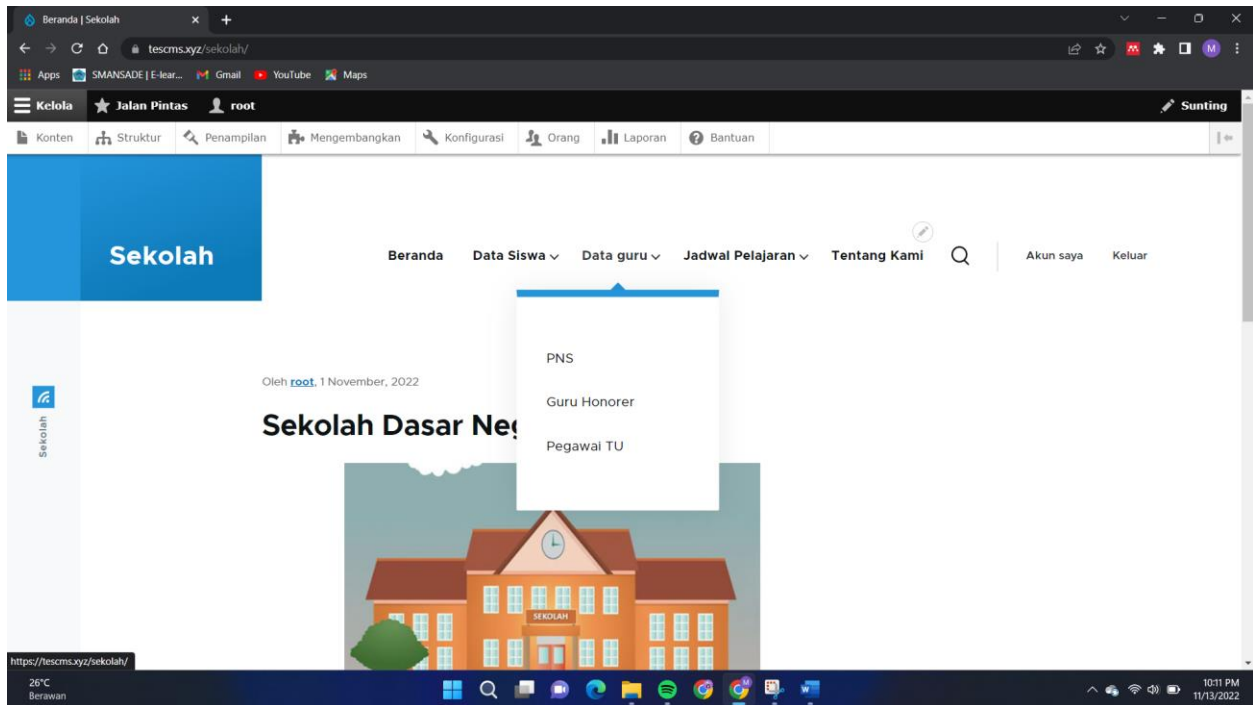 Beranda | Sekolah
tescms.xyz/sekolah/
M
Apps SMANSADE | E-lear... Gmail YouTube Maps
Kelola Jalan Pintas root Sunting
Konten Struktur Penampilan Mengembangkan Konfigurasi Orang Laporan Bantuan
Sekolah Beranda Data Siswa Data guru Jadwal Pelajaran Tentang Kami Akun saya Keluar
PNS
Oleh root, 1 November, 2022
Guru Honorer
Sekolah Dasar Neg
Sekolah
Pegawai TU
SEKOLAH
https://tescms.xyz/sekolah/
26°C
Berawan
10:11 PM
11/13/2022